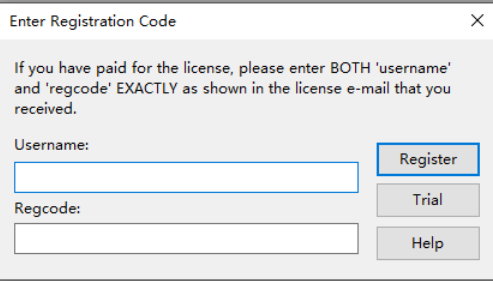 Enter Registration Code
If you have paid for the license, please enter BOTH 'username'
and 'regcode' EXACTLY as shown in the license e-mail that you
received.
Username:
Register
Trial
Regcode:
Help